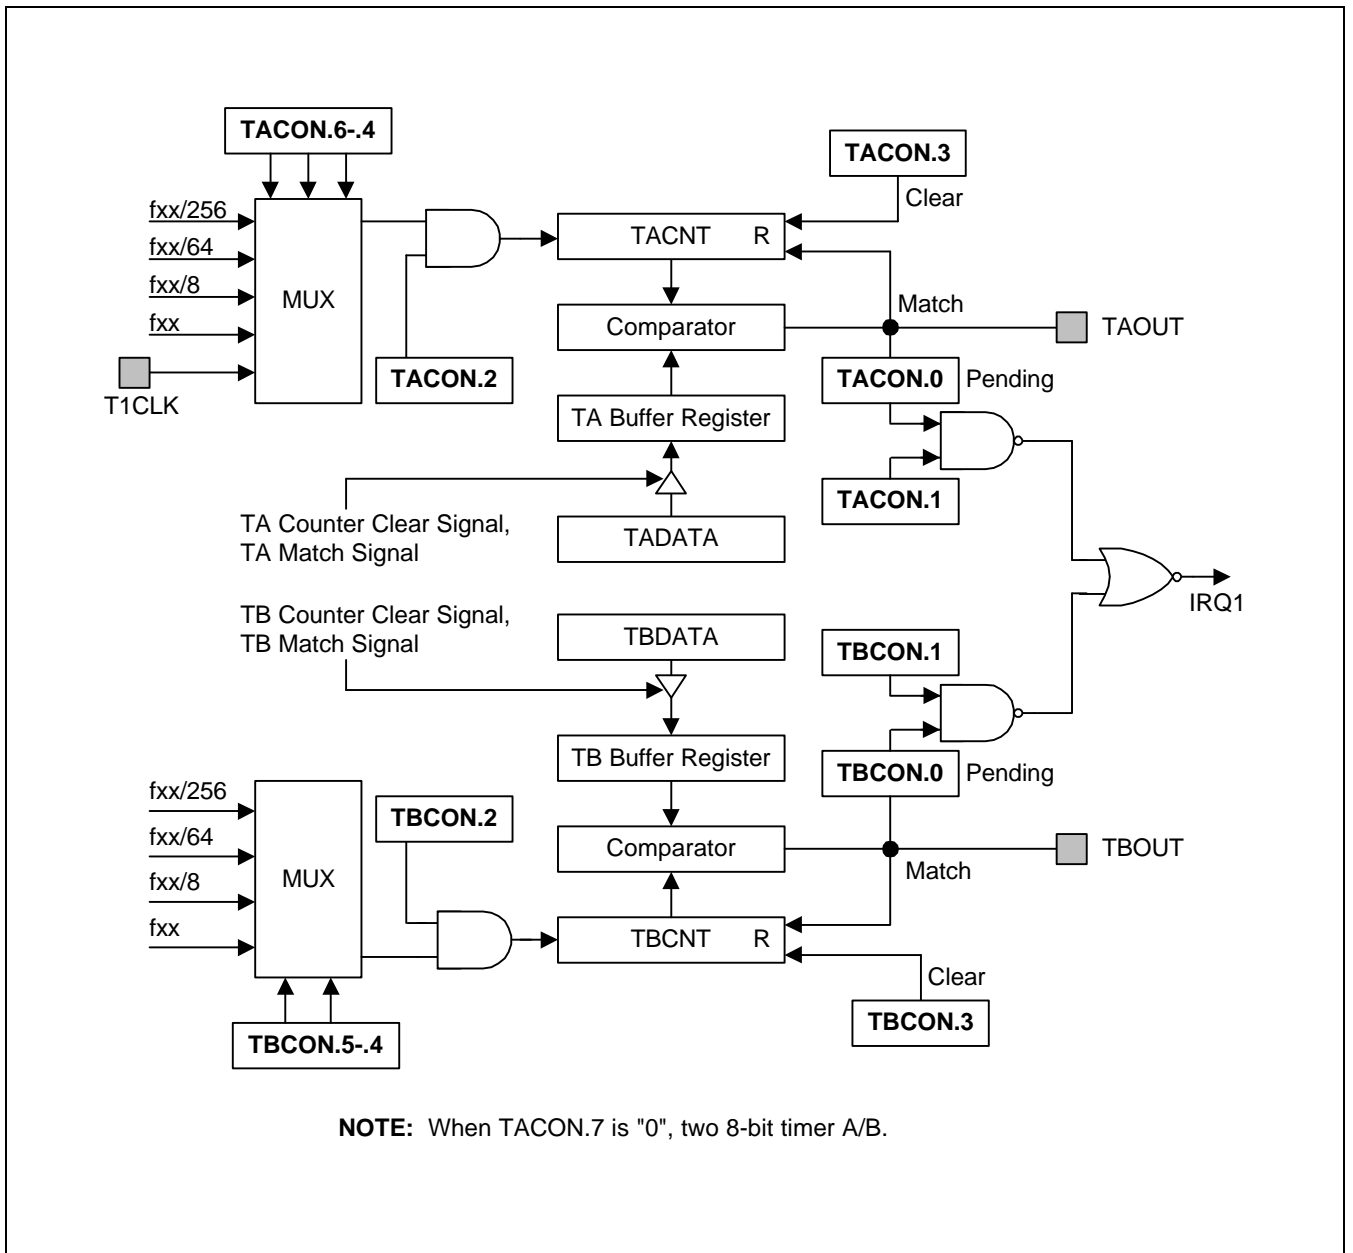 TACON.6-.4
TACON.3
Clear
fxx/256
fxx/64
fxx/8
fxx
T1CLK
MUX
TACON.2
TACNT R
Comparator
Match
TAOUT
TACON.0 Pending
TA Buffer Register
TACON.1
TA Counter Clear Signal,
TA Match Signal
TADATA
IRQ1
TB Counter Clear Signal,
TB Match Signal
TBDATA
TBCON.1
TB Buffer Register
TBCON.0 Pending
fxx/256
fxx/64
fxx/8
fxx
MUX
TBCON.2
Comparator
Match
TBOUT
TBCNT R
Clear
TBCON.3
TBCON.5-.4
NOTE: When TACON.7 is "0", two 8-bit timer A/B.